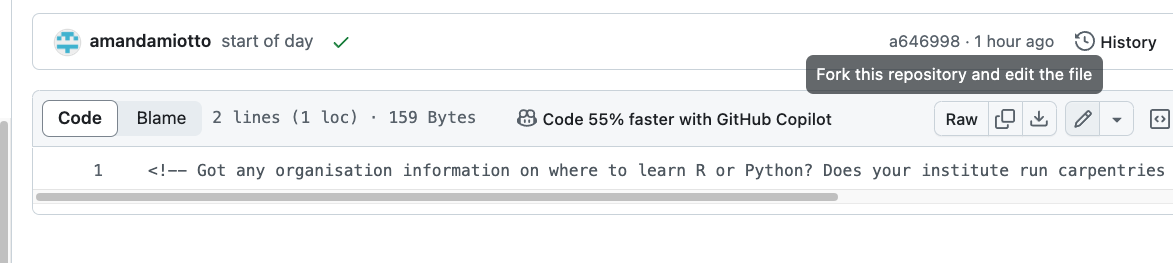 amandamiotto start of day a646998 · 1 hour ago History
Fork this repository and edit the file
Code Blame 2 lines (1 loc) · 159 Bytes Code 55% faster with GitHub Copilot Raw
1 <!-- Got any organisation information on where to learn R or Python? Does your institute run carpentries